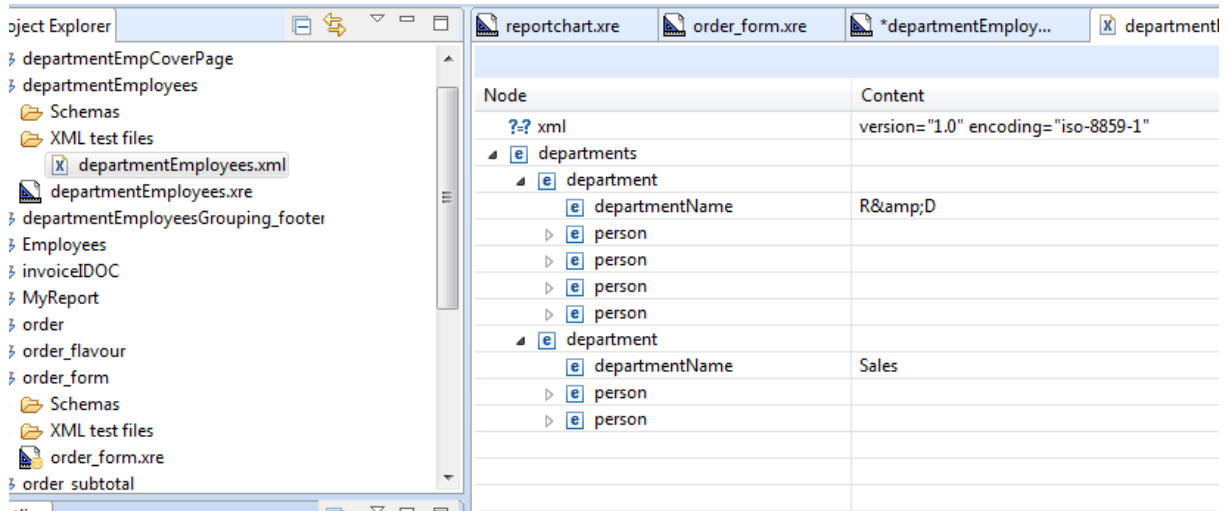 oject Explorer
departmentEmpCoverPage
departmentEmployees
Schemas
XML test files
departmentEmployees.xml
departmentEmployees.xre
departmentEmployeesGrouping_footer
Employees
invoiceIDOC
MyReport
order
order_flavour
order_form
Schemas
XML test files
order_form.xre
order_subtotal
reportchart.xre order_form.xre *departmentEmploy... department
Node Content
?=? xml version="1.0" encoding="iso-8859-1"
e departments
e department
e departmentName R&amp;D
e person
e person
e person
e person
e department
e departmentName Sales
e person
e person